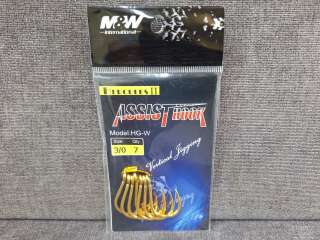 M&W
international
HERCULES II
ASSIST HOOK
Model:HG-W
Size Qty
3/0 7
Vertical Jigging